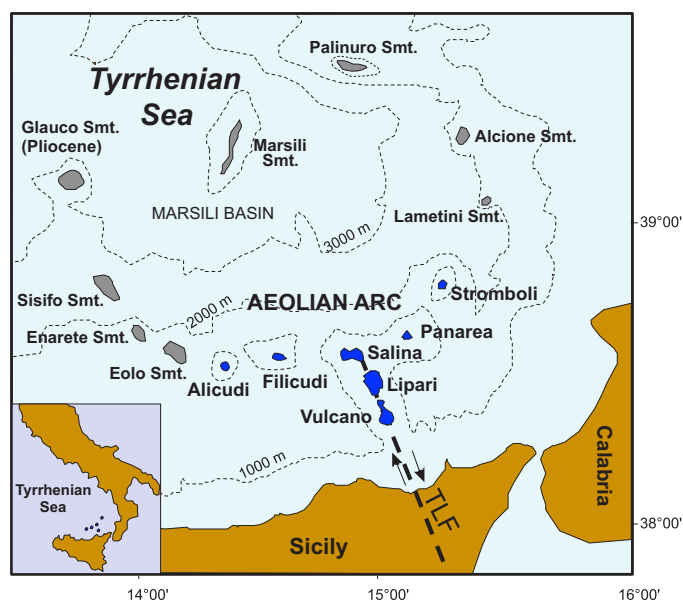 Palinuro Smt.
Tyrrhenian
Sea
Glauco Smt.
(Pliocene)
Marsili
Smt.
Alcione Smt.
MARSILI BASIN
Lametini Smt.
39°00'
3000 m
Sisifo Smt.
2000 m
AEOLIAN ARC
Stromboli
Enarete Smt.
Panarea
Eolo Smt.
Salina
Alicudi
Filicudi
Lipari
Vulcano
Calabria
1000 m
Tyrrhenian
Sea
TLF
38°00'
Sicily
14°00'
15°00'
16°00'